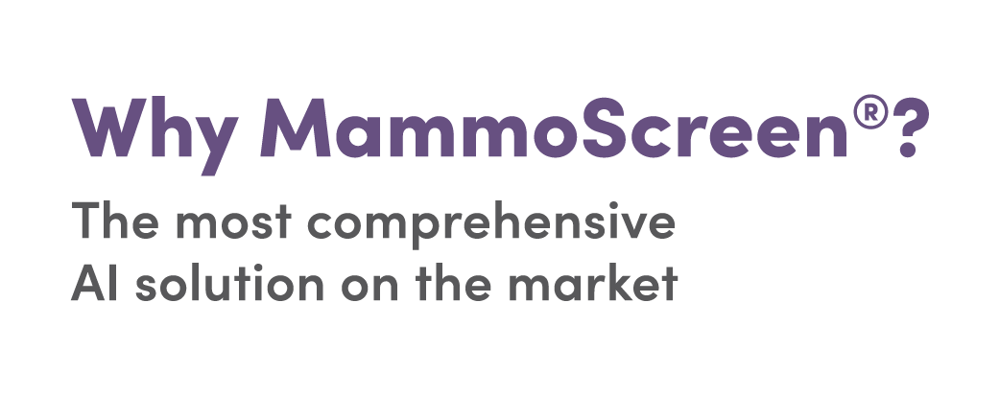 Why MammoScreen®?
The most comprehensive
AI solution on the market